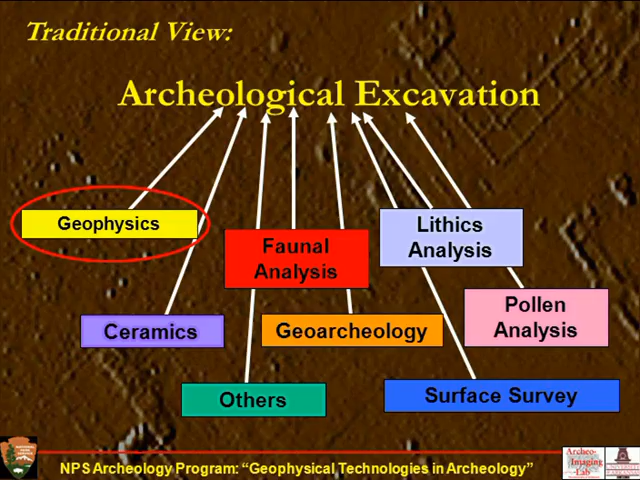 Traditional View:
Archeological Excavation
Geophysics
Faunal
Analysis
Lithics
Analysis
Ceramics
Geoarcheology
Pollen
Analysis
Others
Surface Survey
NPS Archeology Program: “Geophysical Technologies in Archeology”
Archeo-
Imaging
Lab